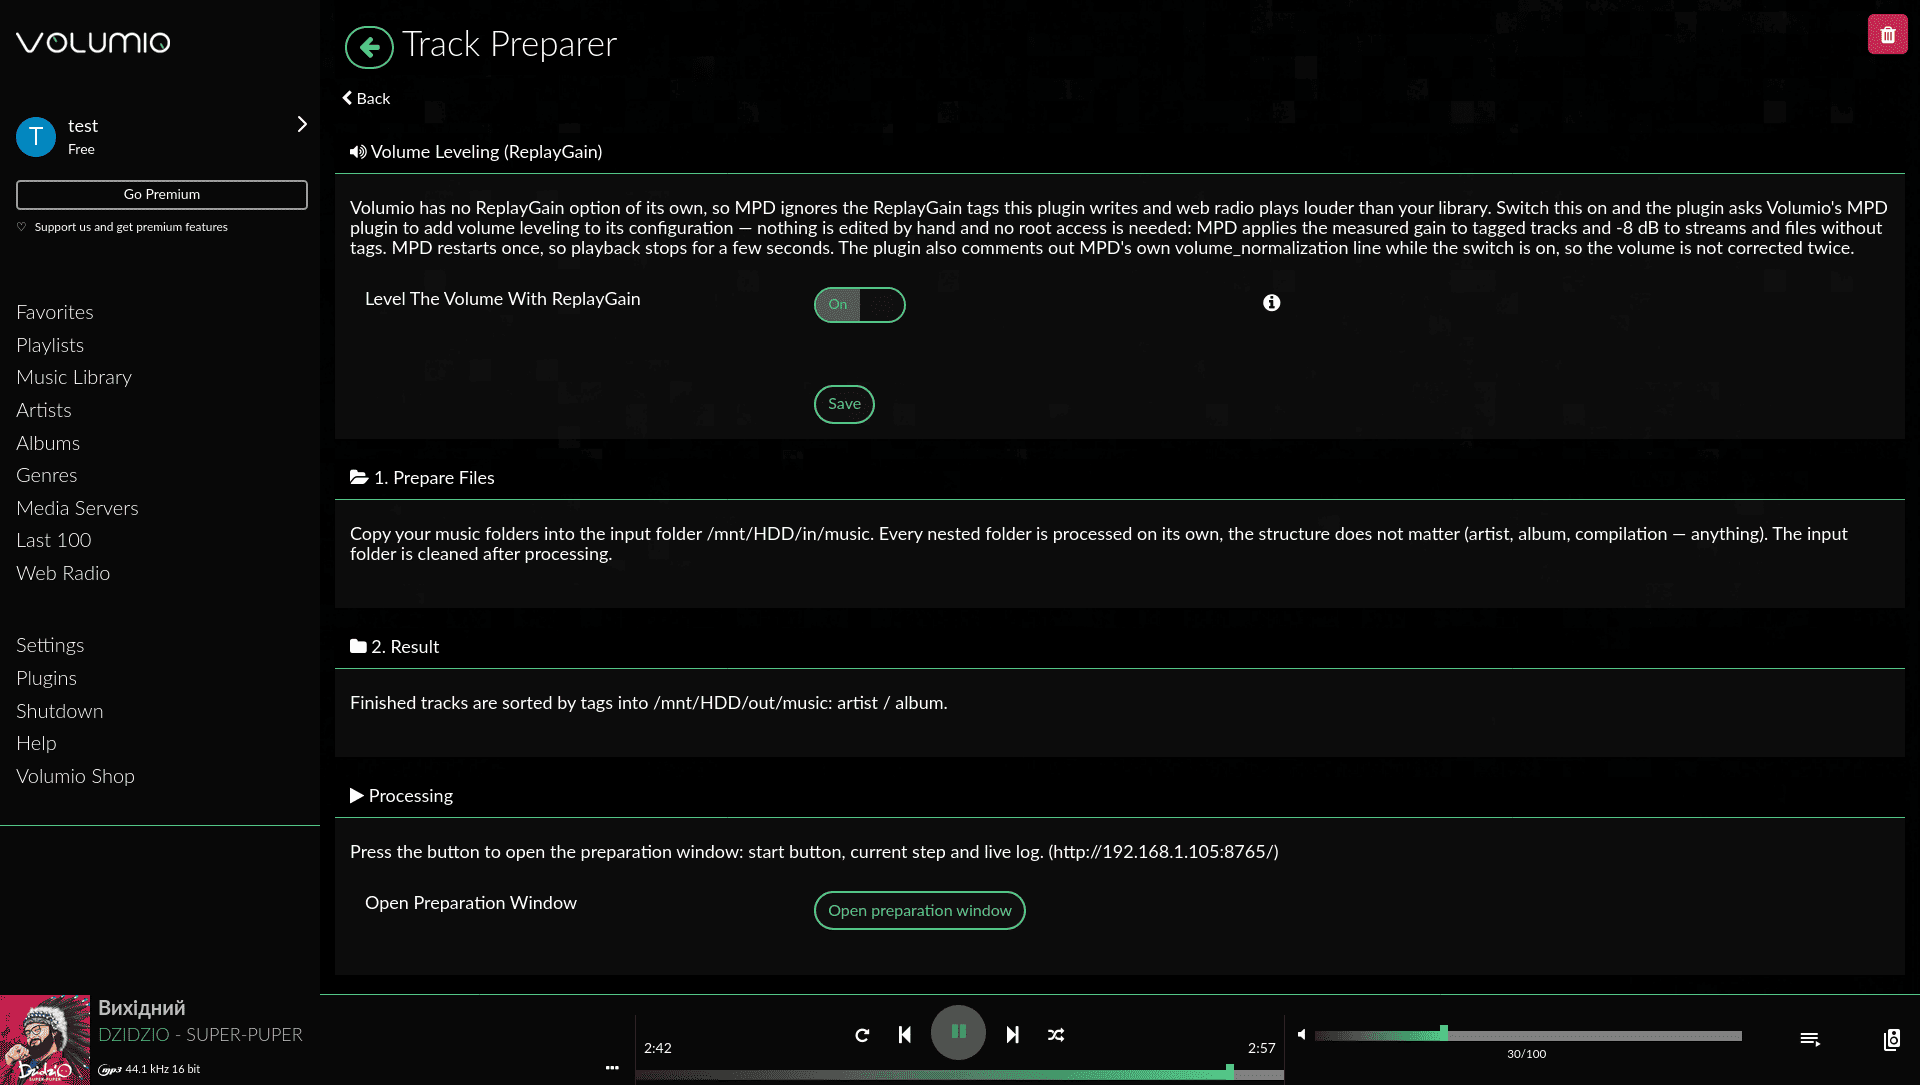 VOLUMIO
T
test
Free
Go Premium
♡ Support us and get premium features
Favorites
Playlists
Music Library
Artists
Albums
Genres
Media Servers
Last 100
Web Radio
Settings
Plugins
Shutdown
Help
Volumio Shop
Track Preparer
Back
Volume Leveling (ReplayGain)
Volumio has no ReplayGain option of its own, so MPD ignores the ReplayGain tags this plugin writes and web radio plays louder than your library. Switch this on and the plugin asks Volumio's MPD
plugin to add volume leveling to its configuration — nothing is edited by hand and no root access is needed: MPD applies the measured gain to tagged tracks and -8 dB to streams and files without
tags. MPD restarts once, so playback stops for a few seconds. The plugin also comments out MPD's own volume_normalization line while the switch is on, so the volume is not corrected twice.
Level The Volume With ReplayGain
On
Save
1. Prepare Files
Copy your music folders into the input folder /mnt/HDD/in/music. Every nested folder is processed on its own, the structure does not matter (artist, album, compilation — anything). The input
folder is cleaned after processing.
2. Result
Finished tracks are sorted by tags into /mnt/HDD/out/music: artist / album.
Processing
Press the button to open the preparation window: start button, current step and live log. (http://192.168.1.105:8765/)
Open Preparation Window
Open preparation window
DZIDZIO
SUPER-PUPER
Вихідний
DZIDZIO - SUPER-PUPER
mp3 44.1 kHz 16 bit
2:42
2:57
30/100